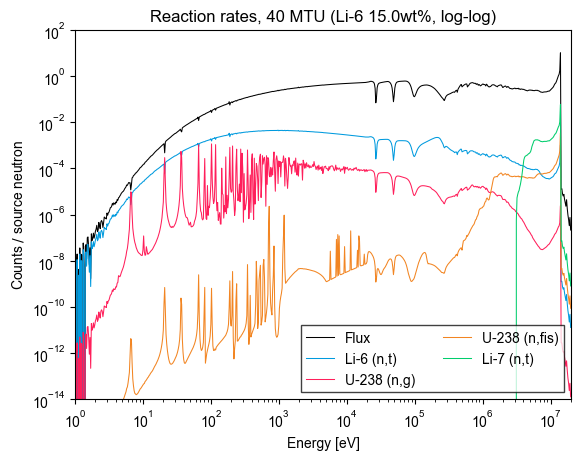 Reaction rates, 40 MTU (Li-6 15.0wt%, log-log)
Counts / source neutron
10^2
10^0
10^-2
10^-4
10^-6
10^-8
10^-10
10^-12
10^-14
Flux
Li-6 (n,t)
U-238 (n,g)
U-238 (n,fis)
Li-7 (n,t)
10^0 10^1 10^2 10^3 10^4 10^5 10^6 10^7
Energy [eV]